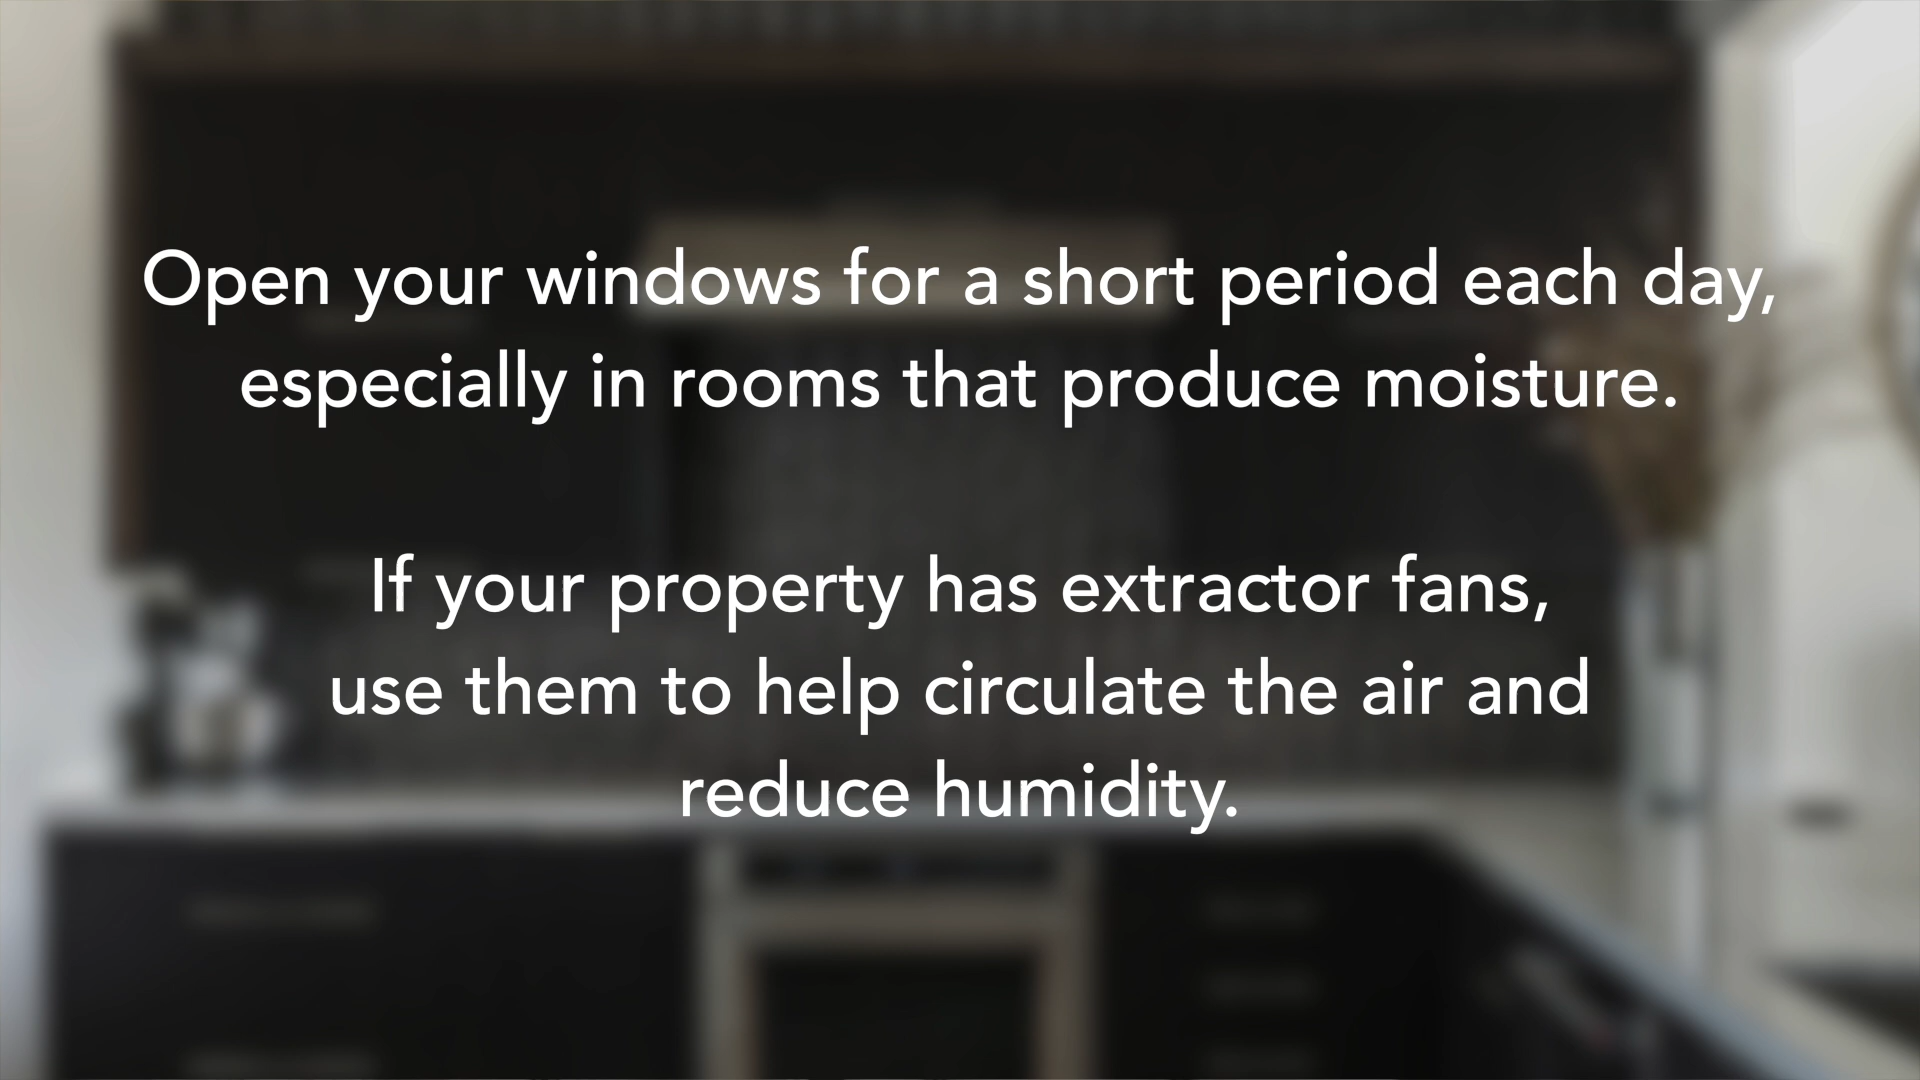 Open your windows for a short period each day,
especially in rooms that produce moisture.
If your property has extractor fans,
use them to help circulate the air and
reduce humidity.